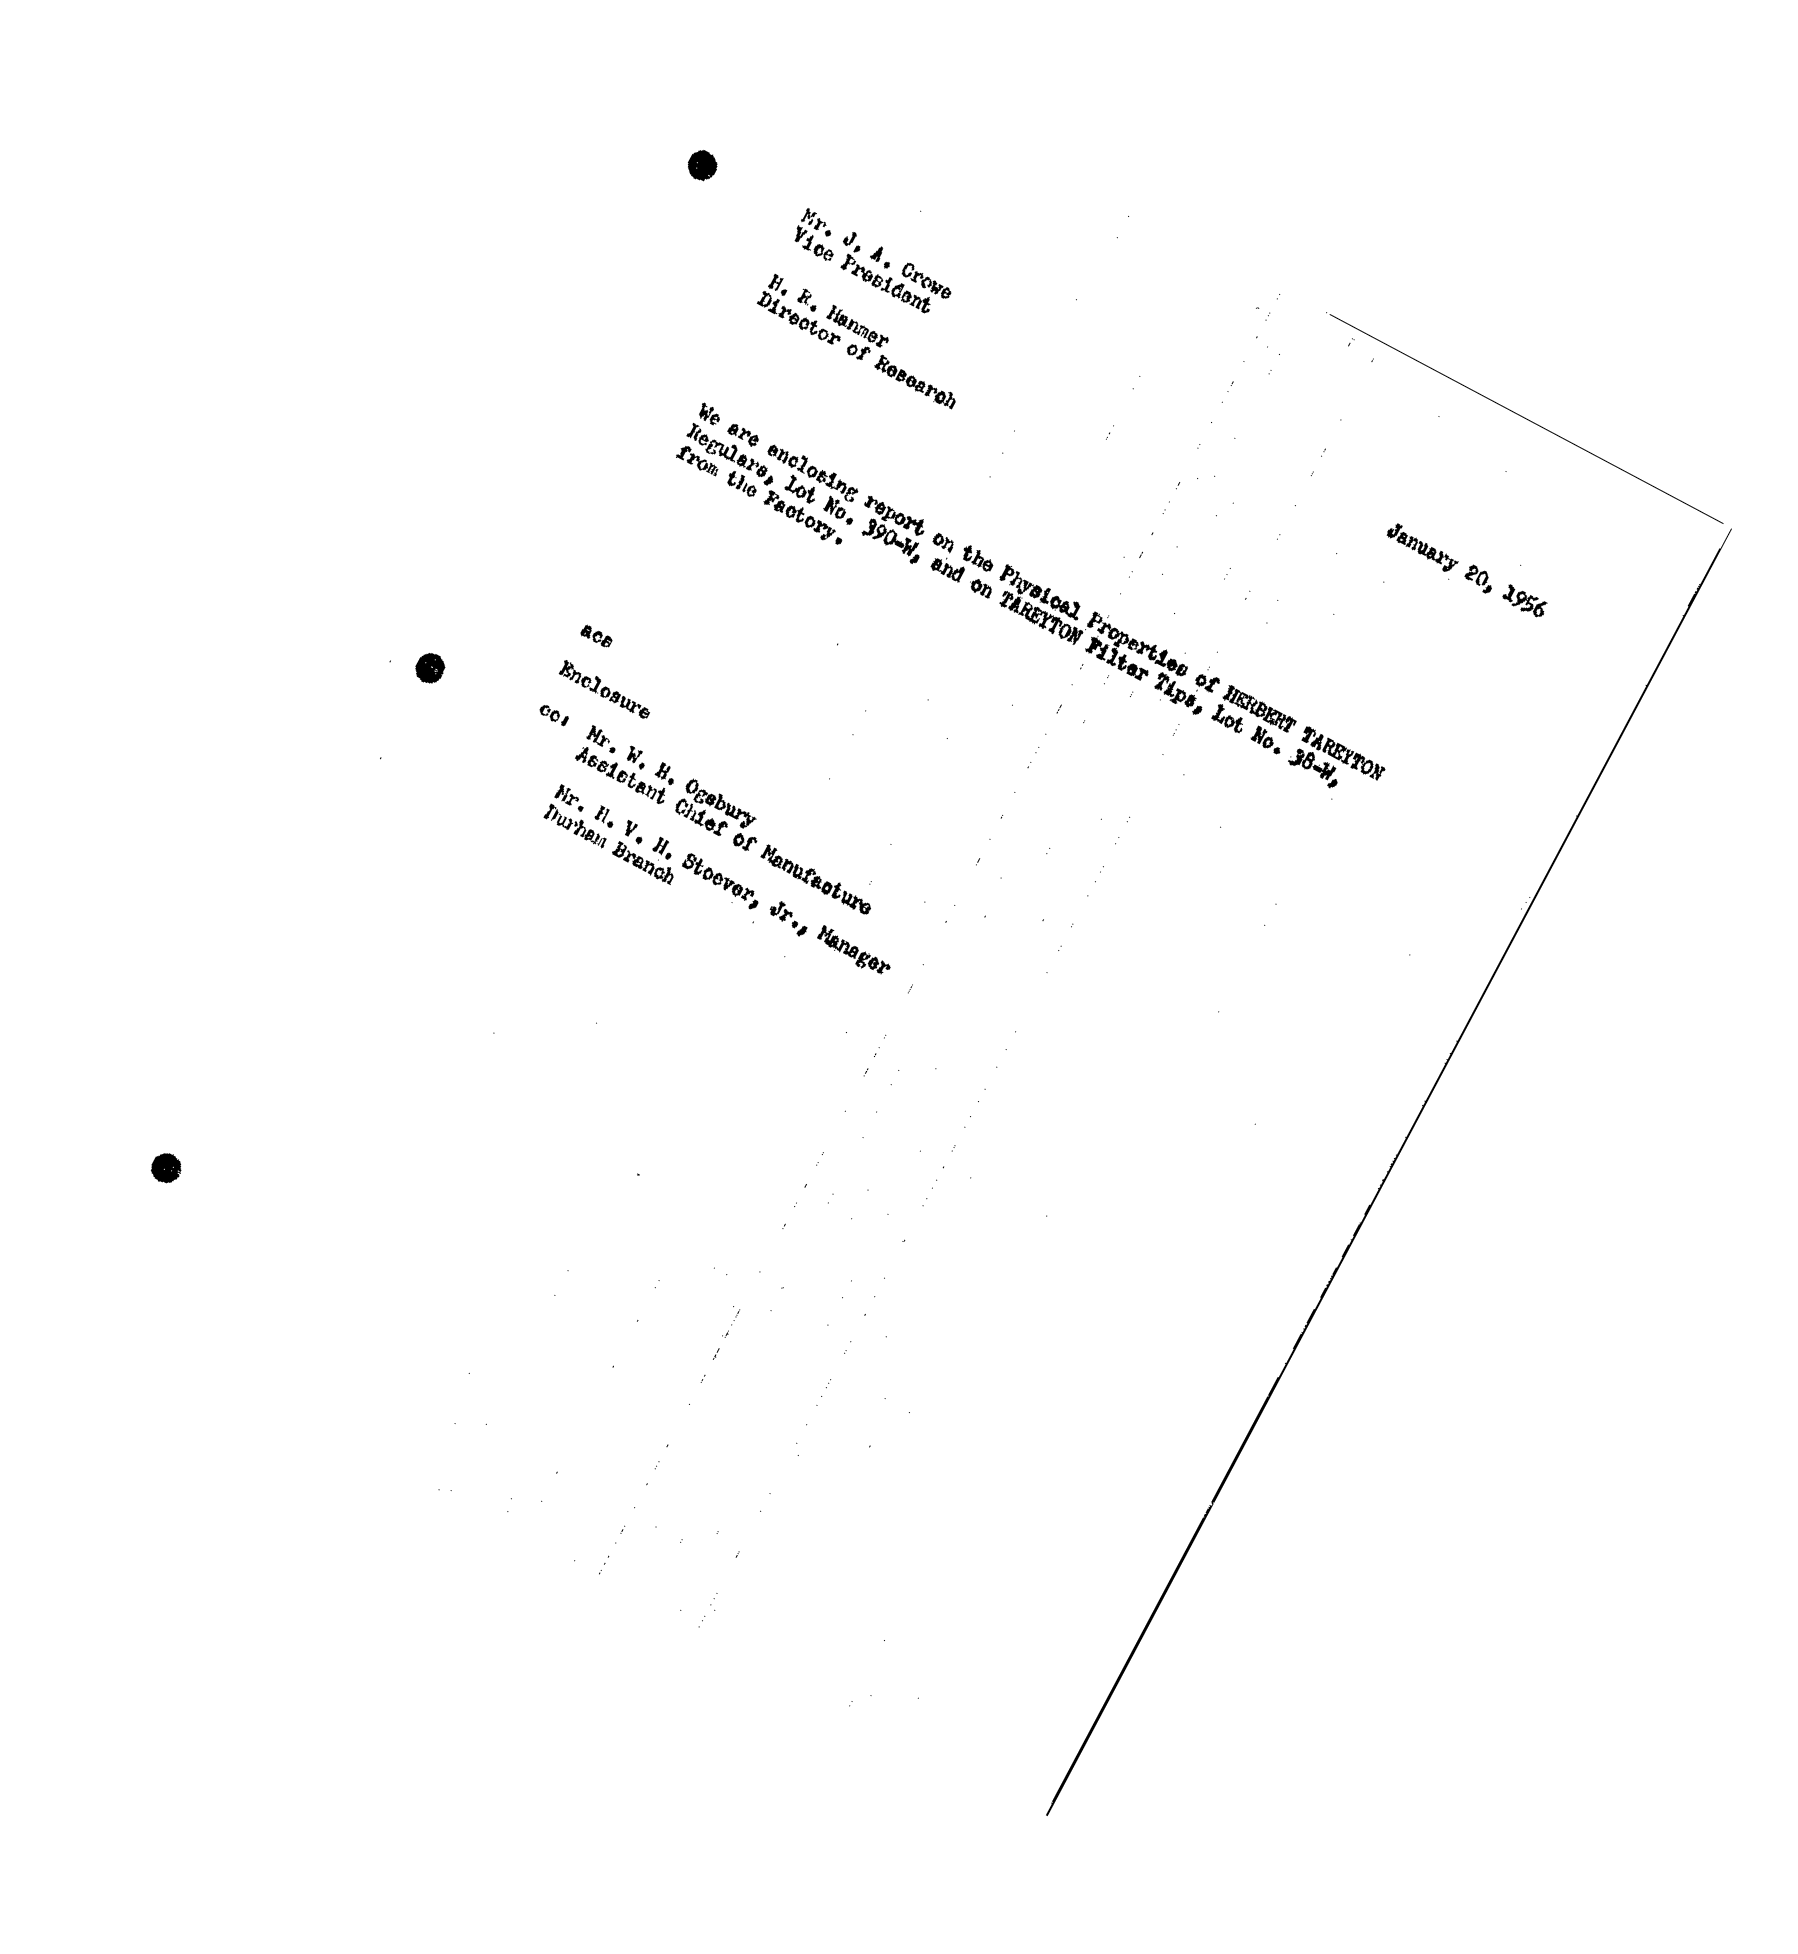 January 20, 1956
Mr. J. A. Crowe
Vice President
H. R. Hanmer
Director of Research
We are enclosing report on the Physical Properties of HERBERT TAREYTON
Regulars, Lot No. 390-W, and on TAREYTON Filter Tips, Lot No. 38-W,
from the Factory.
acs
Enclosure
cc: Mr. W. H. Ogsbury
Assistant Chief of Manufacture
Mr. H. V. H. Stoever, Jr., Manager
Durham Branch